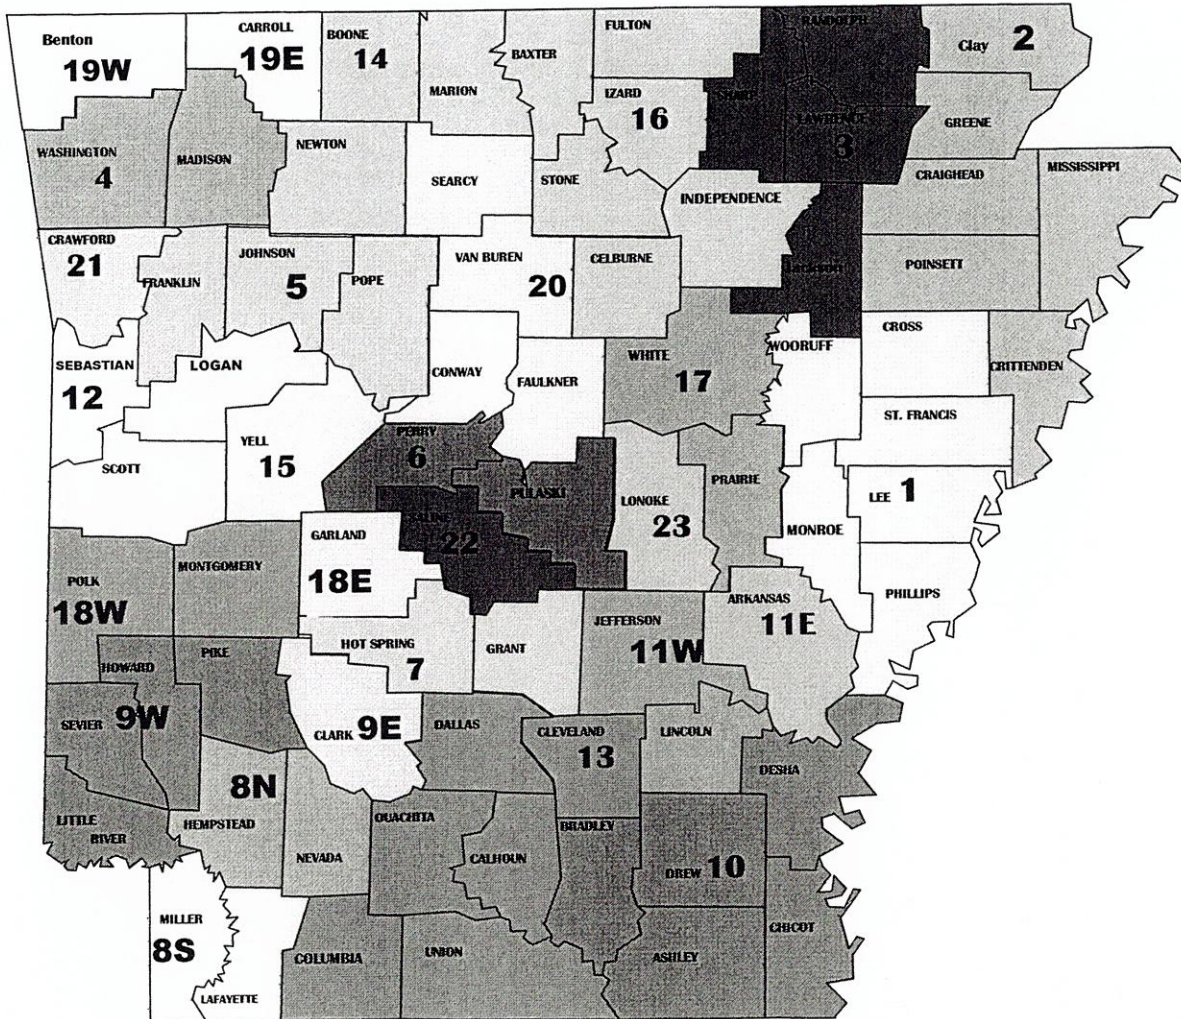 Benton
19W
CARROLL
19E
BOONE
14
MARION
BAXTER
FULTON
IZARD
16
SHARP
RANDOLPH
LAWRENCE
3
Clay 2
GREENE
WASHINGTON
4
MADISON
NEWTON
SEARCY
STONE
INDEPENDENCE
CRAIGHEAD
MISSISSIPPI
CRAWFORD
21
FRANKLIN
JOHNSON
5
POPE
VAN BUREN
20
CELBURNE
Jackson
POINSETT
SEBASTIAN
12
LOGAN
CONWAY
FAULKNER
WHITE
17
WOORUFF
CROSS
CRITTENDEN
SCOTT
YELL
15
PERRY
6
PULASKI
SALINE
22
LONOKE
23
PRAIRIE
MONROE
ST. FRANCIS
LEE 1
PHILLIPS
POLK
18W
MONTGOMERY
GARLAND
18E
HOT SPRING
7
GRANT
JEFFERSON
11W
ARKANSAS
11E
HOWARD
PIKE
SEVIER
9W
CLARK 9E
DALLAS
CLEVELAND
13
LINCOLN
DESHA
LITTLE
RIVER
8N
HEMPSTEAD
NEVADA
OUACHITA
CALHOUN
BRADLEY
DREW 10
CHICOT
MILLER
8S
LAFAYETTE
COLUMBIA
UNION
ASHLEY